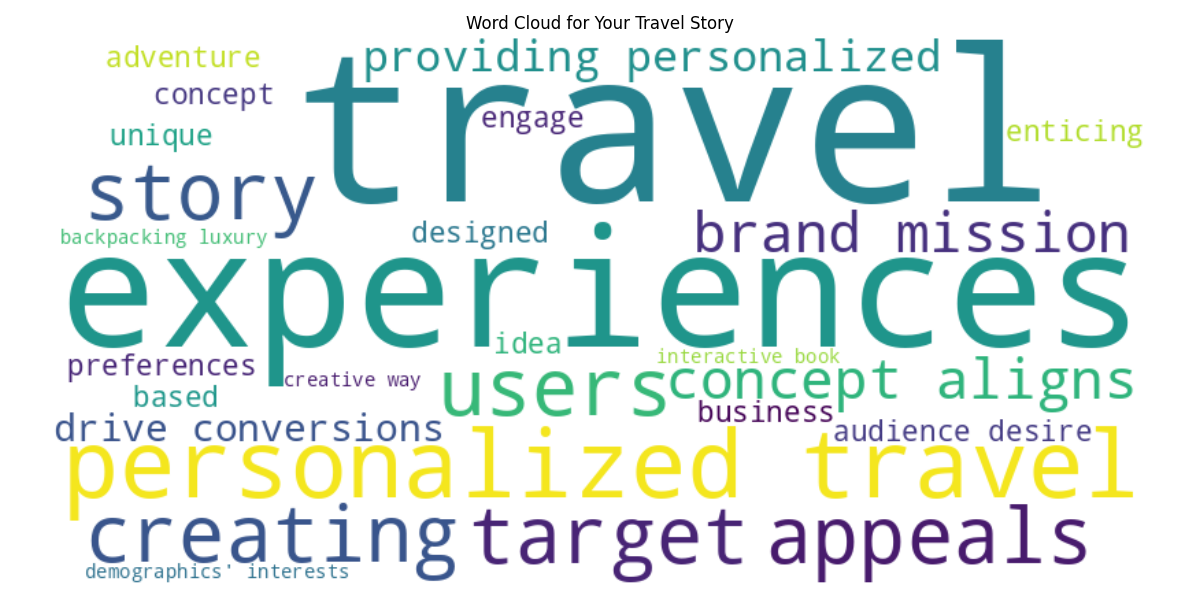 Word Cloud for Your Travel Story
adventure
providing personalized
travel
concept
engage
unique
enticing
story
brand mission
backpacking luxury
designed
experiences
idea
interactive book
preferences
creative way
users
concept aligns
based
business
drive conversions
audience desire
personalized travel
creating
target
appeals
demographics' interests